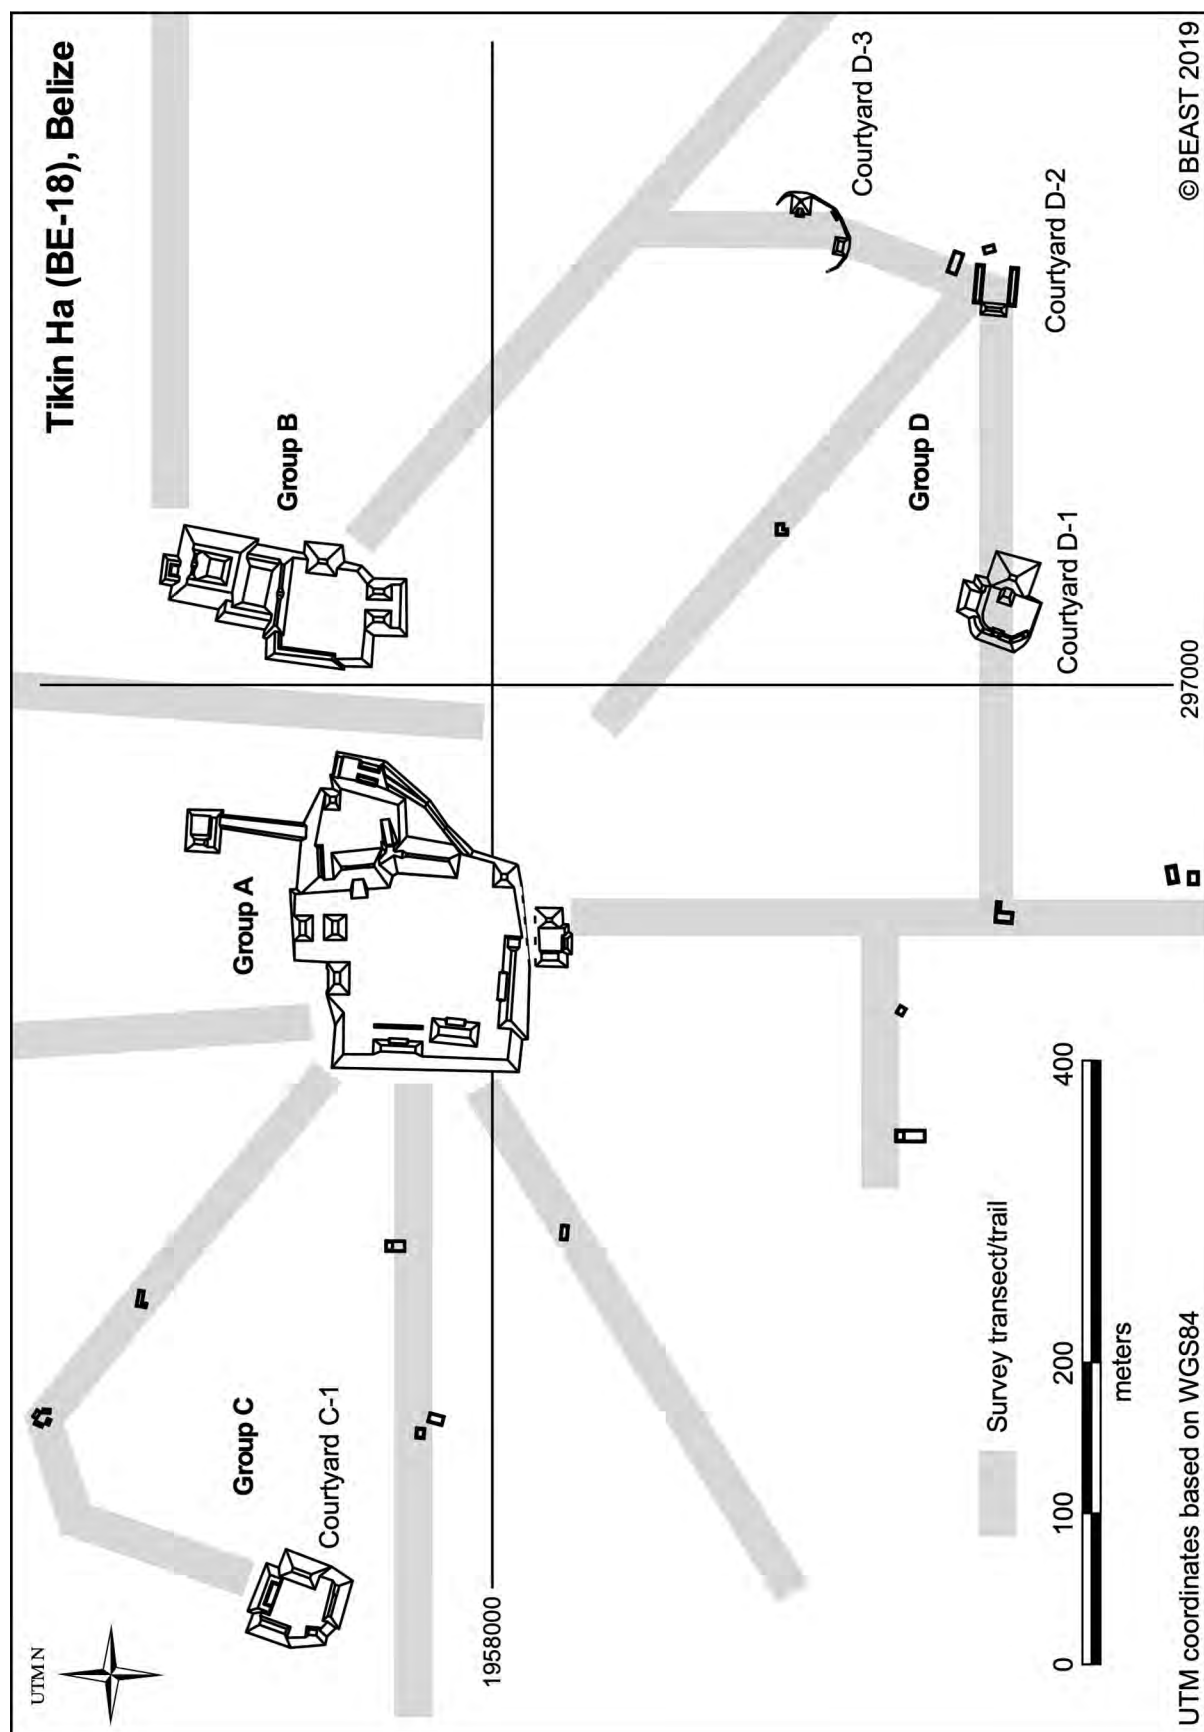 Tikin Ha (BE-18), Belize
UTM N
Group A
Group B
Group C
Courtyard C-1
Courtyard D-3
Group D
Courtyard D-1
Courtyard D-2
1958000
297000
Survey transect/trail
0 100 200 400
meters
UTM coordinates based on WGS84
© BEAST 2019